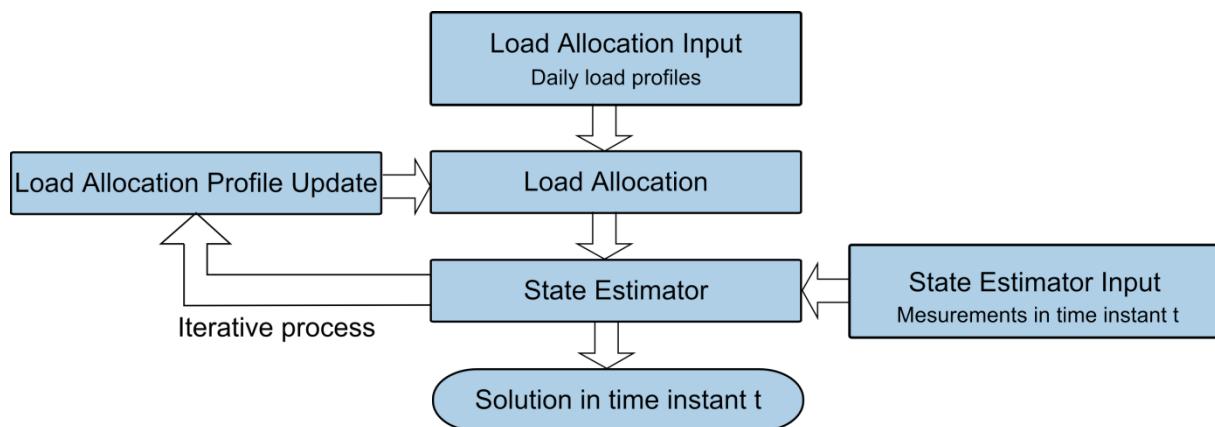 Load Allocation Input
Daily load profiles
Load Allocation Profile Update
Load Allocation
State Estimator
State Estimator Input
Mesurements in time instant t
Iterative process
Solution in time instant t